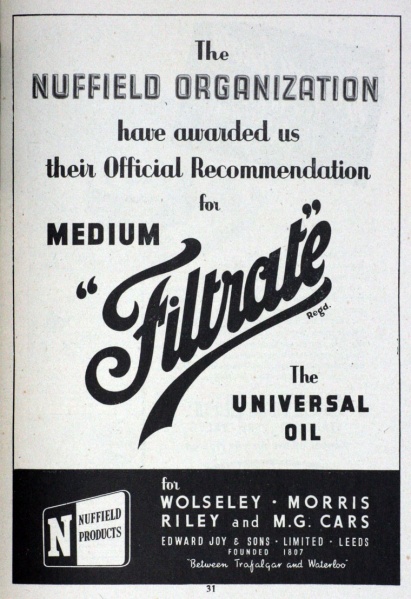 The
NUFFIELD ORGANIZATION
have awarded us
their Official Recommendation
for
MEDIUM
"Filtrate"
Regd.
The
UNIVERSAL
OIL
N NUFFIELD
PRODUCTS
for
WOLSELEY · MORRIS
RILEY and M.G. CARS
EDWARD JOY & SONS · LIMITED · LEEDS
FOUNDED 1807
"Between Trafalgar and Waterloo"
31